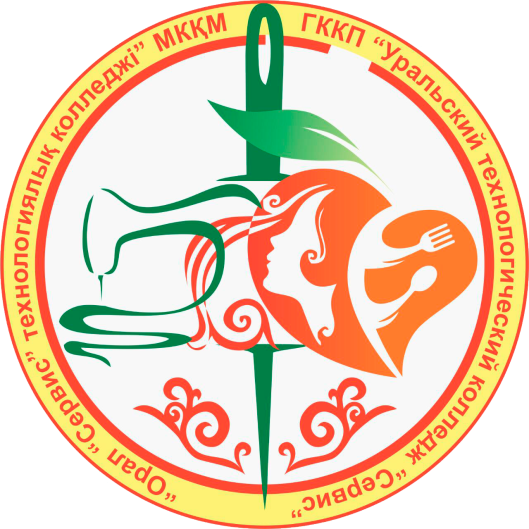 "Орал "Сервис" технологиялық колледжі" МКҚМ
ГККП "Уральский технологический колледж "Сервис"